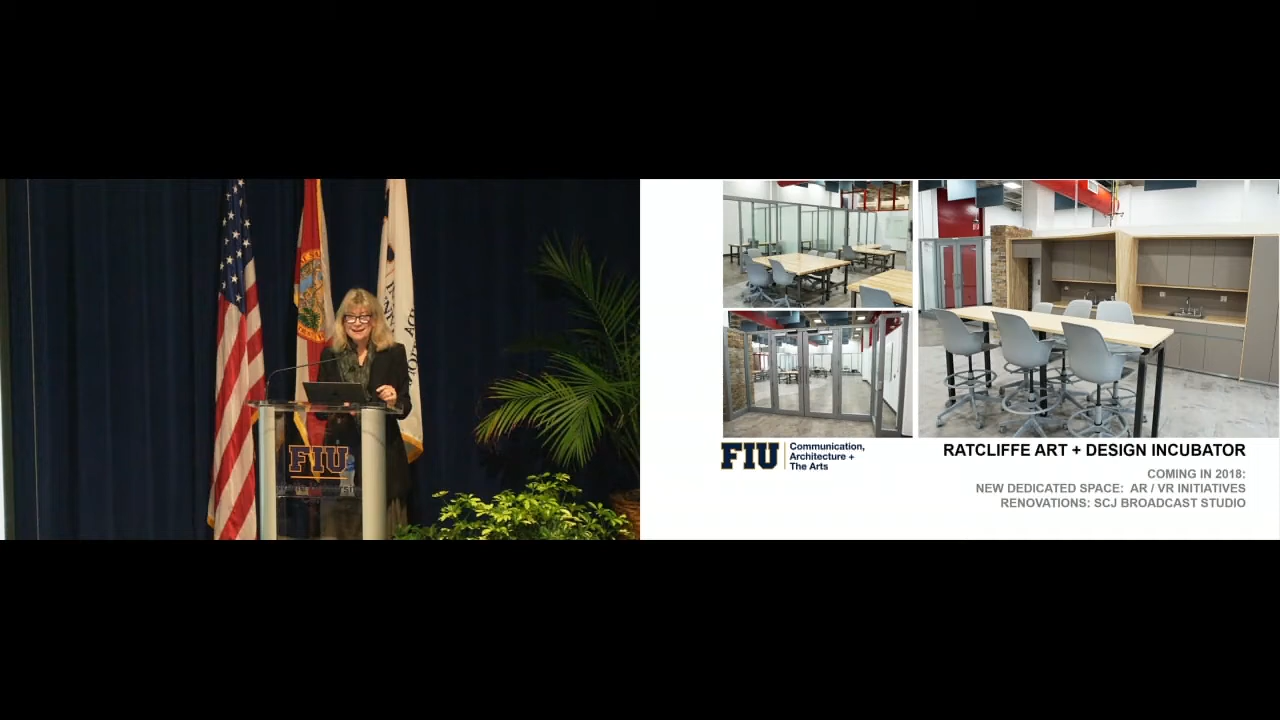 FIU
FIU
Communication,
Architecture +
The Arts
RATCLIFFE ART + DESIGN INCUBATOR
COMING IN 2018:
NEW DEDICATED SPACE: AR / VR INITIATIVES
RENOVATIONS: SCJ BROADCAST STUDIO